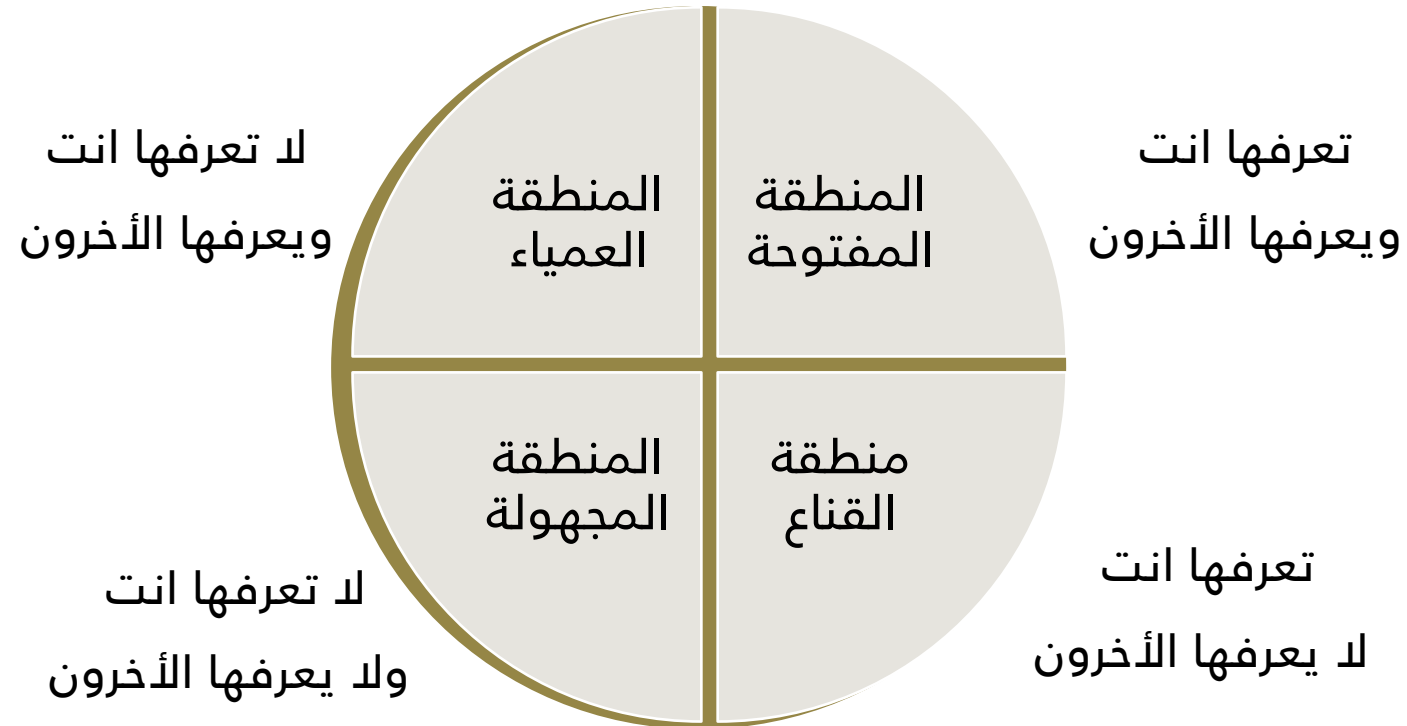 تعرفها انت
ويعرفها الأخرون
المنطقة
المفتوحة
المنطقة
العمياء
لا تعرفها انت
ويعرفها الأخرون
تعرفها انت
لا يعرفها الأخرون
منطقة
القناع
المنطقة
المجهولة
لا تعرفها انت
ولا يعرفها الأخرون